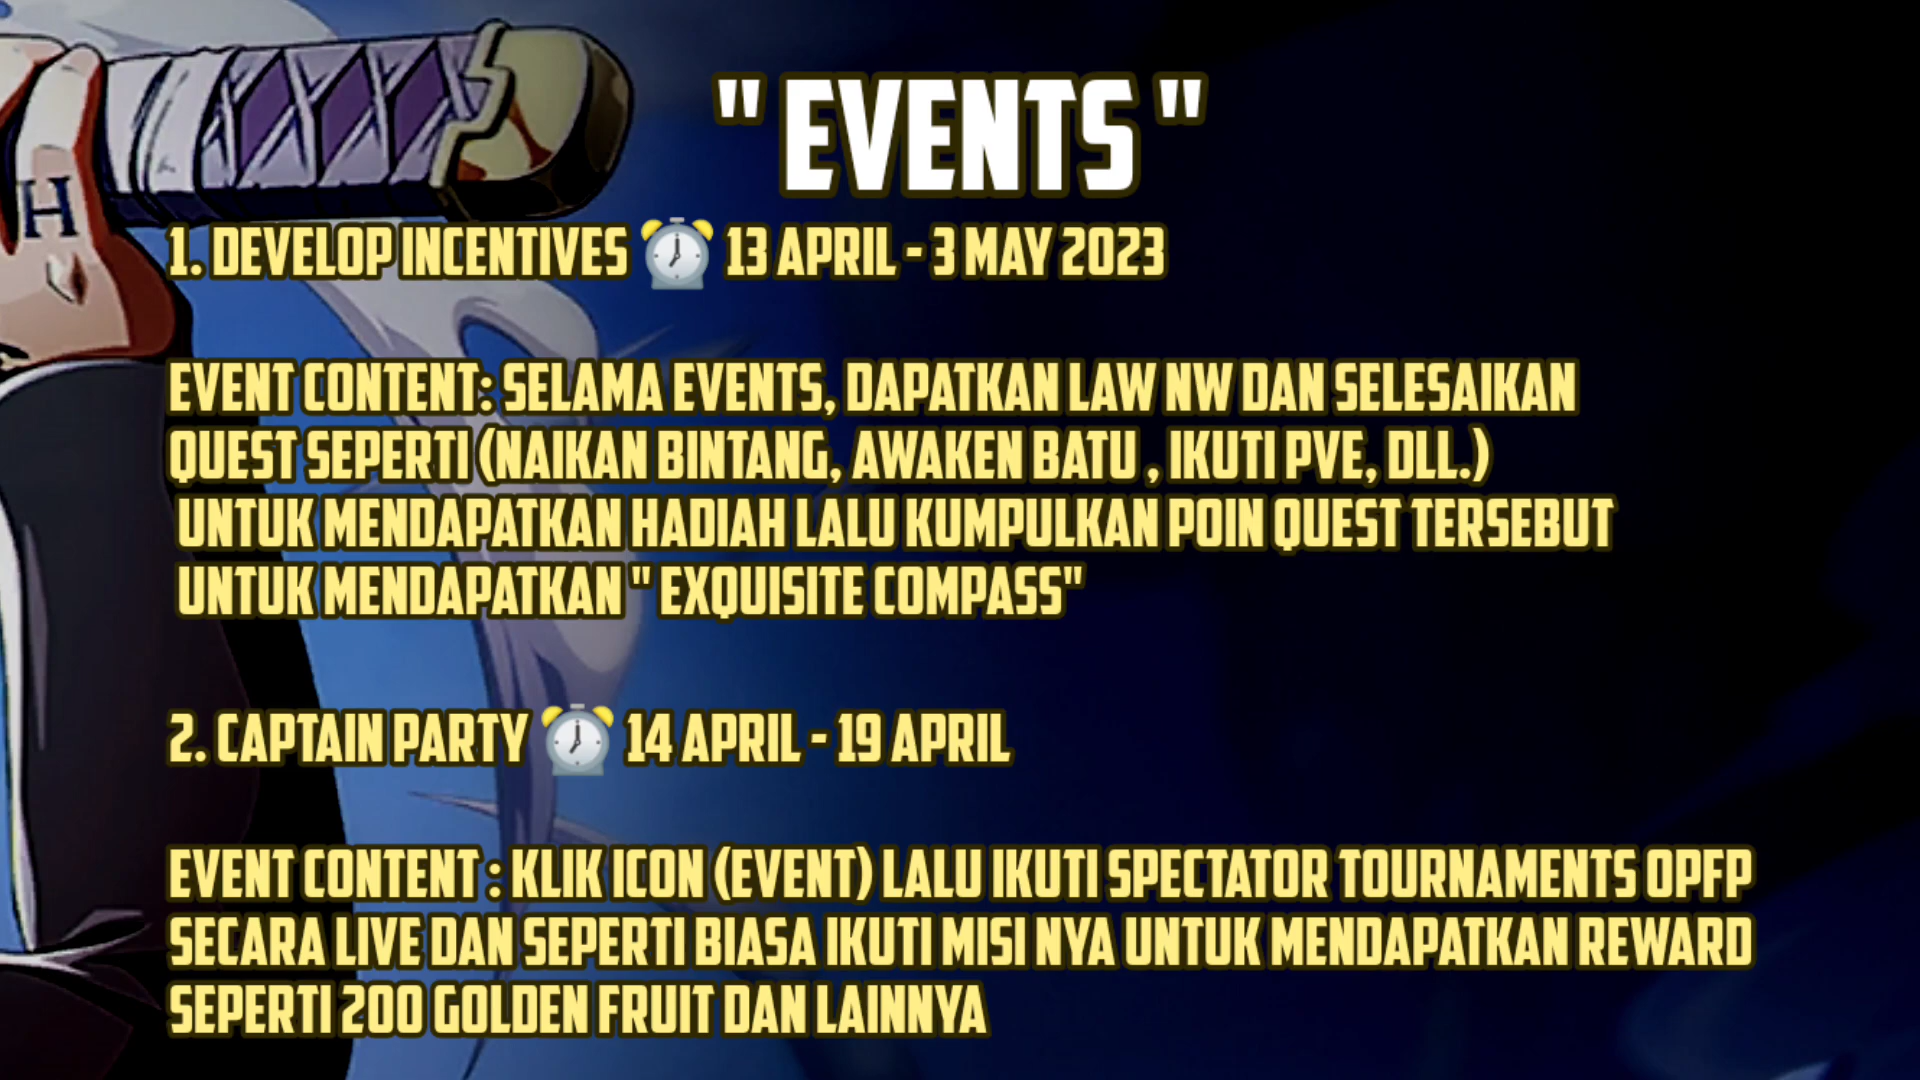 " EVENTS "
1. DEVELOP INCENTIVES ⏰ 13 APRIL - 3 MAY 2023
EVENT CONTENT: SELAMA EVENTS, DAPATKAN LAW NW DAN SELESAIKAN
QUEST SEPERTI (NAIKAN BINTANG, AWAKEN BATU , IKUTI PVE, DLL.)
UNTUK MENDAPATKAN HADIAH LALU KUMPULKAN POIN QUEST TERSEBUT
UNTUK MENDAPATKAN " EXQUISITE COMPASS"
2. CAPTAIN PARTY ⏰ 14 APRIL - 19 APRIL
EVENT CONTENT : KLIK ICON (EVENT) LALU IKUTI SPECTATOR TOURNAMENTS OPFP
SECARA LIVE DAN SEPERTI BIASA IKUTI MISI NYA UNTUK MENDAPATKAN REWARD
SEPERTI 200 GOLDEN FRUIT DAN LAINNYA
H